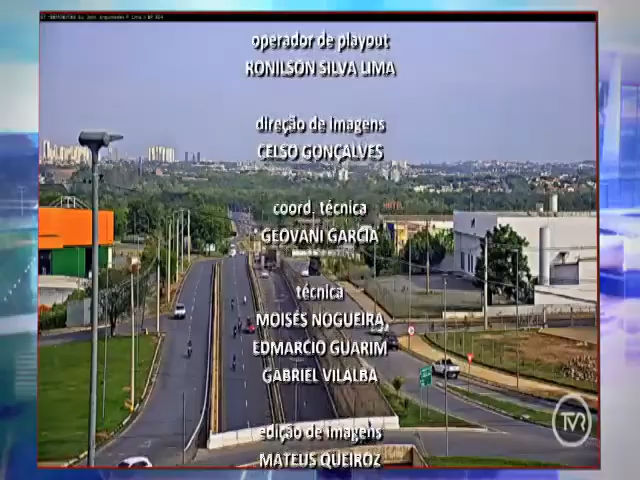 operador de playout
RONILSON SILVA LIMA
direção de imagens
CELSO GONÇALVES
coord. técnica
GEOVANI GARCIA
técnica
MOISÉS NOGUEIRA
EDMARCIO GUARIM
GABRIEL VILALBA
edição de imagens
MATEUS QUEIROZ
TVR